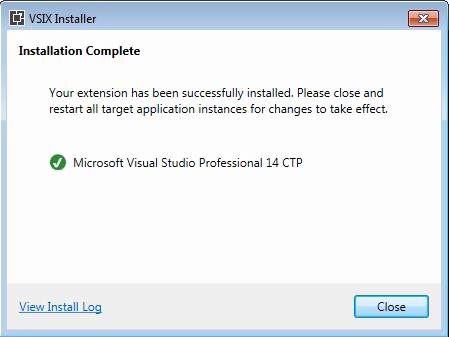 VSIX Installer
Installation Complete
Your extension has been successfully installed. Please close and
restart all target application instances for changes to take effect.
Microsoft Visual Studio Professional 14 CTP
View Install Log
Close